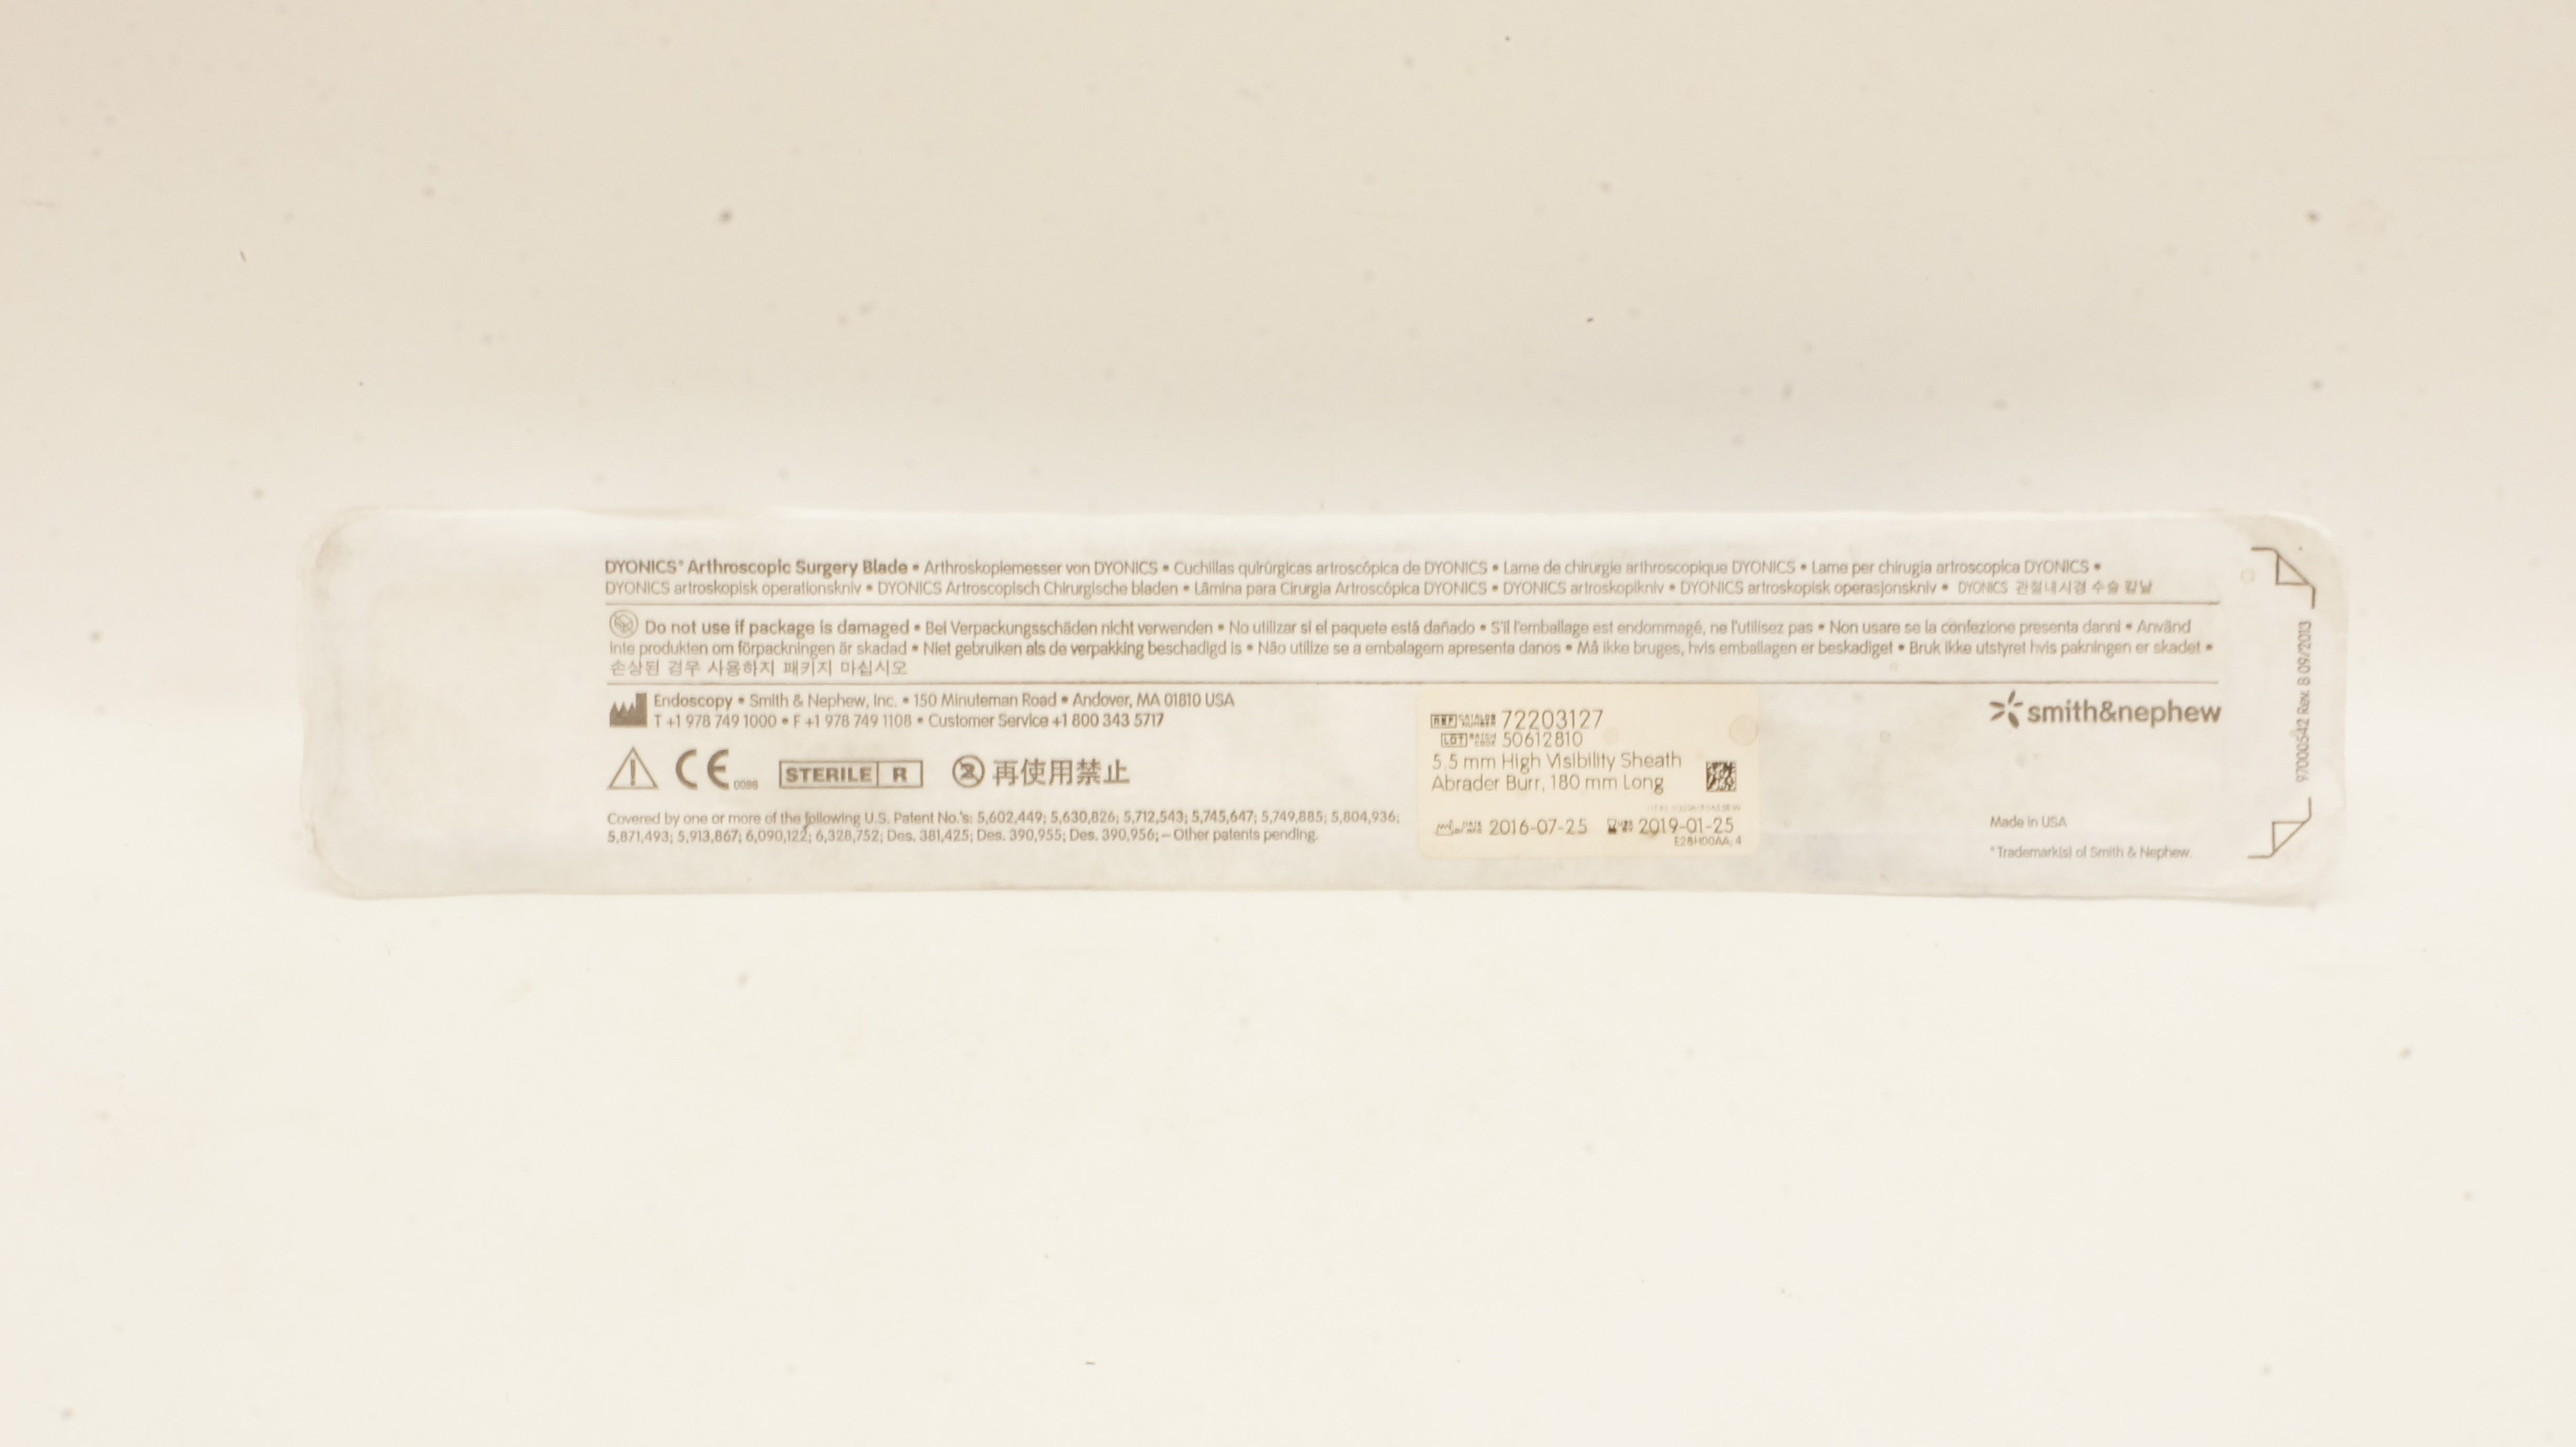 DYONICS* Arthroscopic Surgery Blade • Arthroskopiemesser von DYONICS • Cuchillas quirúrgicas artroscópica de DYONICS • Lame de chirurgie arthroscopique DYONICS • Lame per chirugia artroscopica DYONICS •
DYONICS artroskopisk operationskniv • DYONICS Artroscopisch Chirurgische bladen • Lâmina para Cirurgia Artroscópica DYONICS • DYONICS artroskopikniv • DYONICS artroskopisk operasjonskniv • DYONICS 관절내시경 수술 칼날
Do not use if package is damaged • Bei Verpackungsschäden nicht verwenden • No utilizar si el paquete está dañado • S'il l'emballage est endommagé, ne l'utilisez pas • Non usare se la confezione presenta danni • Använd
inte produkten om förpackningen är skadad • Niet gebruiken als de verpakking beschadigd is • Não utilize se a embalagem apresenta danos • Må ikke bruges, hvis emballagen er beskadiget • Bruk ikke utstyret hvis pakningen er skadet •
손상된 경우 사용하지 패키지 마십시오
Endoscopy • Smith & Nephew, Inc. • 150 Minuteman Road • Andover, MA 01810 USA
T +1 978 749 1000 • F +1 978 749 1108 • Customer Service +1 800 343 5717
CE 0086 STERILE R 2 再使用禁止
Covered by one or more of the following U.S. Patent No.'s: 5,602,449; 5,630,826; 5,712,543; 5,745,647; 5,749,885; 5,804,936;
5,871,493; 5,913,867; 6,090,122; 6,328,752; Des. 381,425; Des. 390,955; Des. 390,956; – Other patents pending.
REF CATALOG NUMBER 72203127
LOT BATCH CODE 50612810
5.5 mm High Visibility Sheath
Abrader Burr, 180 mm Long
2016-07-25 2019-01-25
E28H00AA, 4
smith&nephew
Made in USA
*Trademark(s) of Smith & Nephew.
97000542 Rev. B 09/2013